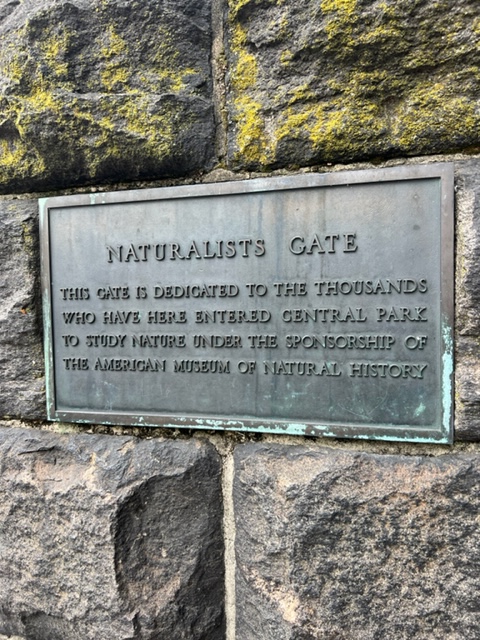 NATURALISTS GATE
THIS GATE IS DEDICATED TO THE THOUSANDS
WHO HAVE HERE ENTERED CENTRAL PARK
TO STUDY NATURE UNDER THE SPONSORSHIP OF
THE AMERICAN MUSEUM OF NATURAL HISTORY